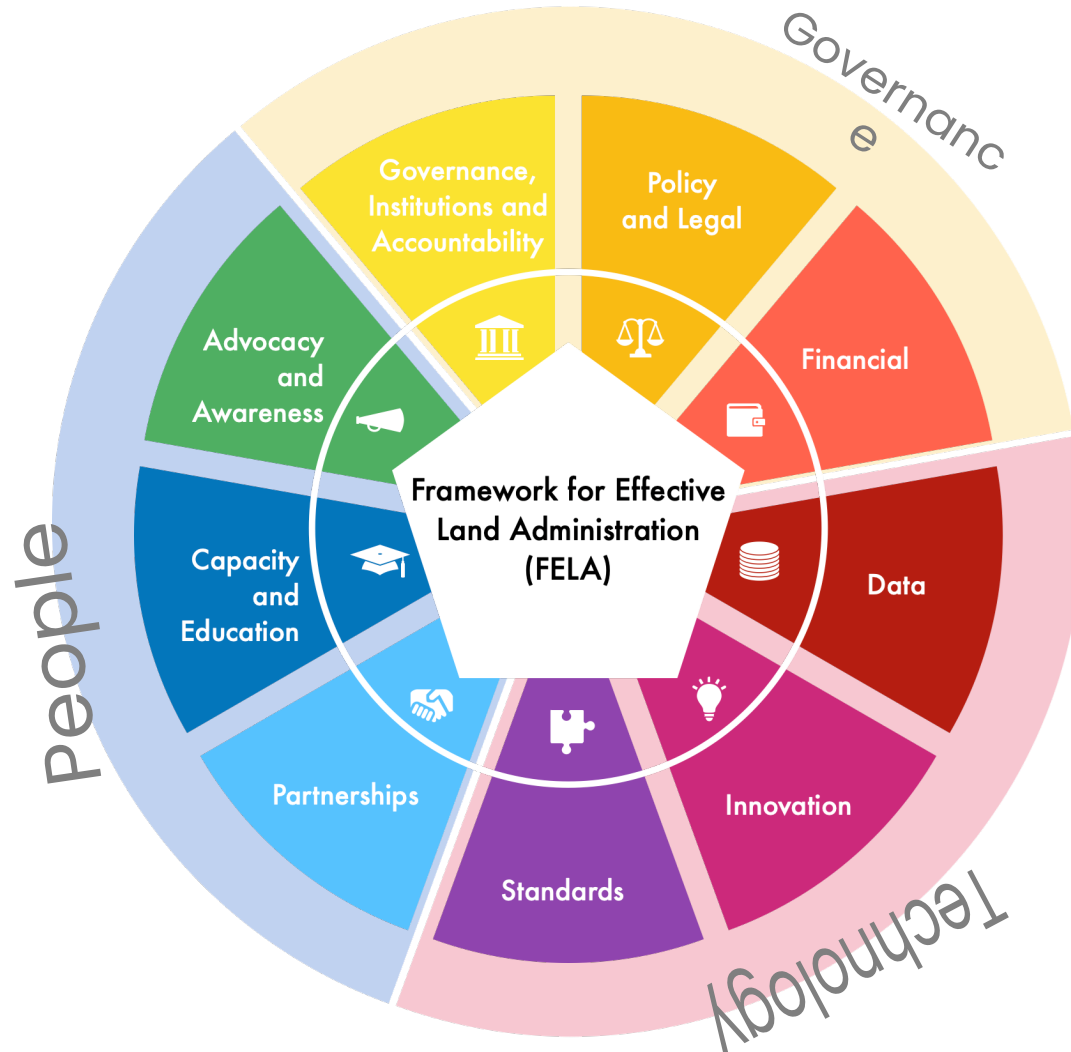 Governanc
e
Governance,
Institutions and
Accountability
Policy
and Legal
Financial
Advocacy
and
Awareness
Framework for Effective
Land Administration
(FELA)
Data
Capacity
and
Education
People
Partnerships
Innovation
Standards
Technology